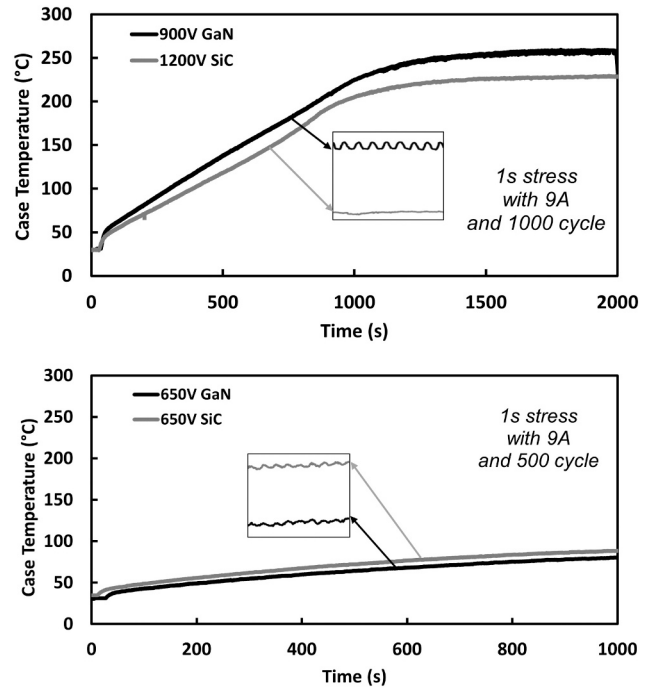 300
250
200
150
100
50
0
Case Temperature (°C)
900V GaN
1200V SiC
1s stress
with 9A
and 1000 cycle
0 500 1000 1500 2000
Time (s)
300
250
200
150
100
50
0
Case Temperature (°C)
650V GaN
650V SiC
1s stress
with 9A
and 500 cycle
0 200 400 600 800 1000
Time (s)